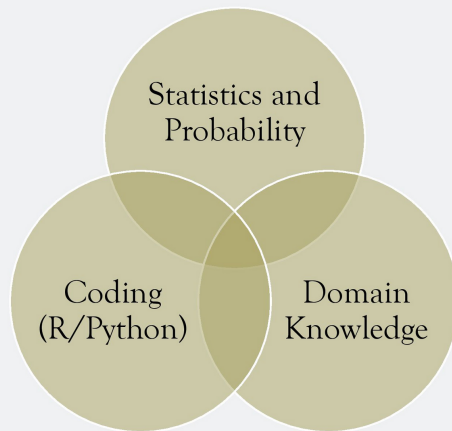 Statistics and
Probability
Coding
(R/Python)
Domain
Knowledge